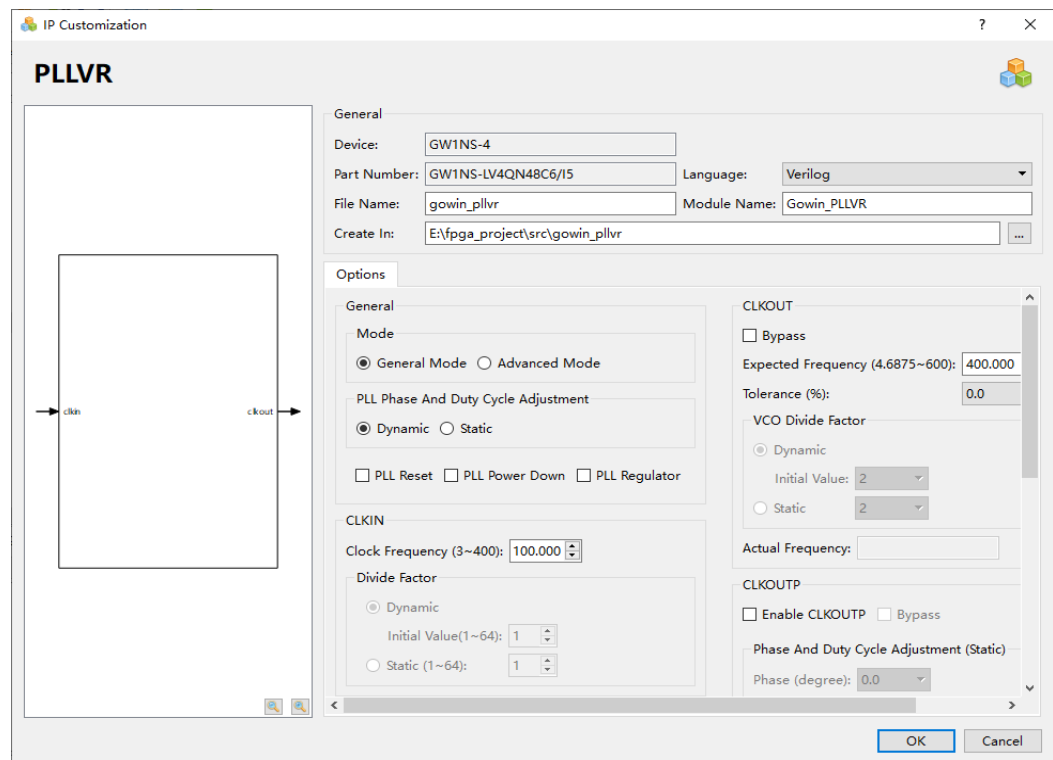 IP Customization ?
PLLVR
General
Device: GW1NS-4
Part Number: GW1NS-LV4QN48C6/I5 Language: Verilog
File Name: gowin_pllvr Module Name: Gowin_PLLVR
Create In: E:\fpga_project\src\gowin_pllvr ...
Options
clkin clkout
General
Mode
General Mode Advanced Mode
PLL Phase And Duty Cycle Adjustment
Dynamic Static
PLL Reset PLL Power Down PLL Regulator
CLKIN
Clock Frequency (3~400): 100.000
Divide Factor
Dynamic
Initial Value(1~64): 1
Static (1~64): 1
CLKOUT
Bypass
Expected Frequency (4.6875~600): 400.000
Tolerance (%): 0.0
VCO Divide Factor
Dynamic
Initial Value: 2
Static 2
Actual Frequency:
CLKOUTP
Enable CLKOUTP Bypass
Phase And Duty Cycle Adjustment (Static)
Phase (degree): 0.0
OK Cancel